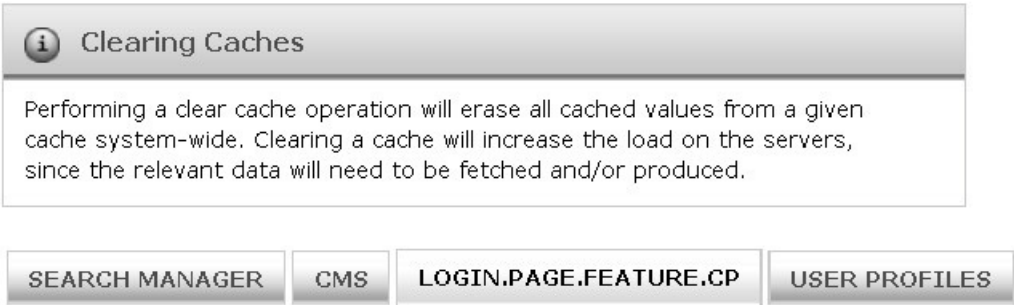 Clearing Caches
Performing a clear cache operation will erase all cached values from a given
cache system-wide. Clearing a cache will increase the load on the servers,
since the relevant data will need to be fetched and/or produced.
SEARCH MANAGER CMS LOGIN.PAGE.FEATURE.CP USER PROFILES